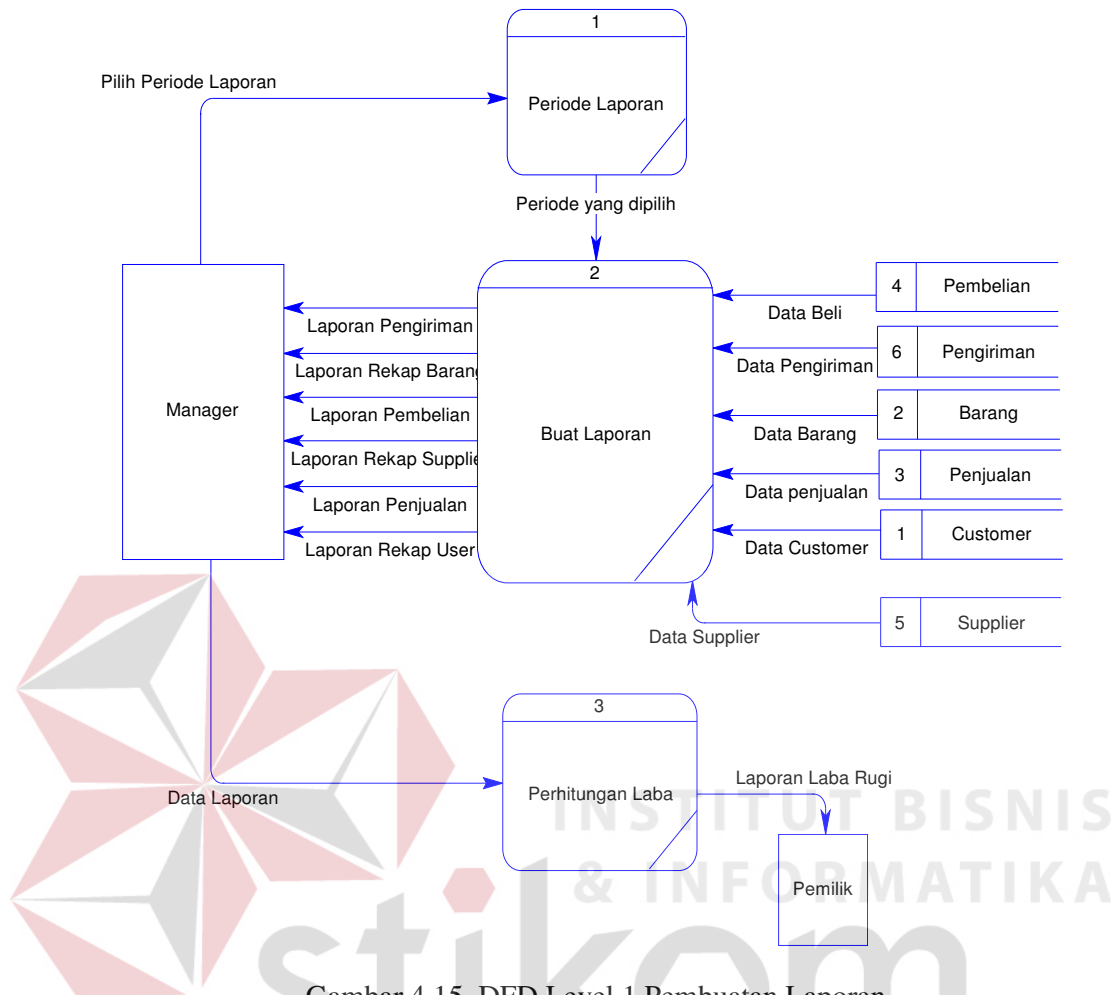 1
Pilih Periode Laporan
Periode Laporan
Periode yang dipilih
2
4 Pembelian
Data Beli
Laporan Pengiriman
6 Pengiriman
Data Pengiriman
Laporan Rekap Barang
Manager
Laporan Pembelian
Buat Laporan
2 Barang
Data Barang
Laporan Rekap Supplie
3 Penjualan
Data penjualan
Laporan Penjualan
1 Customer
Data Customer
Laporan Rekap User
5 Supplier
Data Supplier
3
Perhitungan Laba
Laporan Laba Rugi
Data Laporan
Pemilik
INSTITUT BISNIS
& INFORMATIKA
stikom
Gambar 4.15. DFD Level 1 Pembuatan Laporan